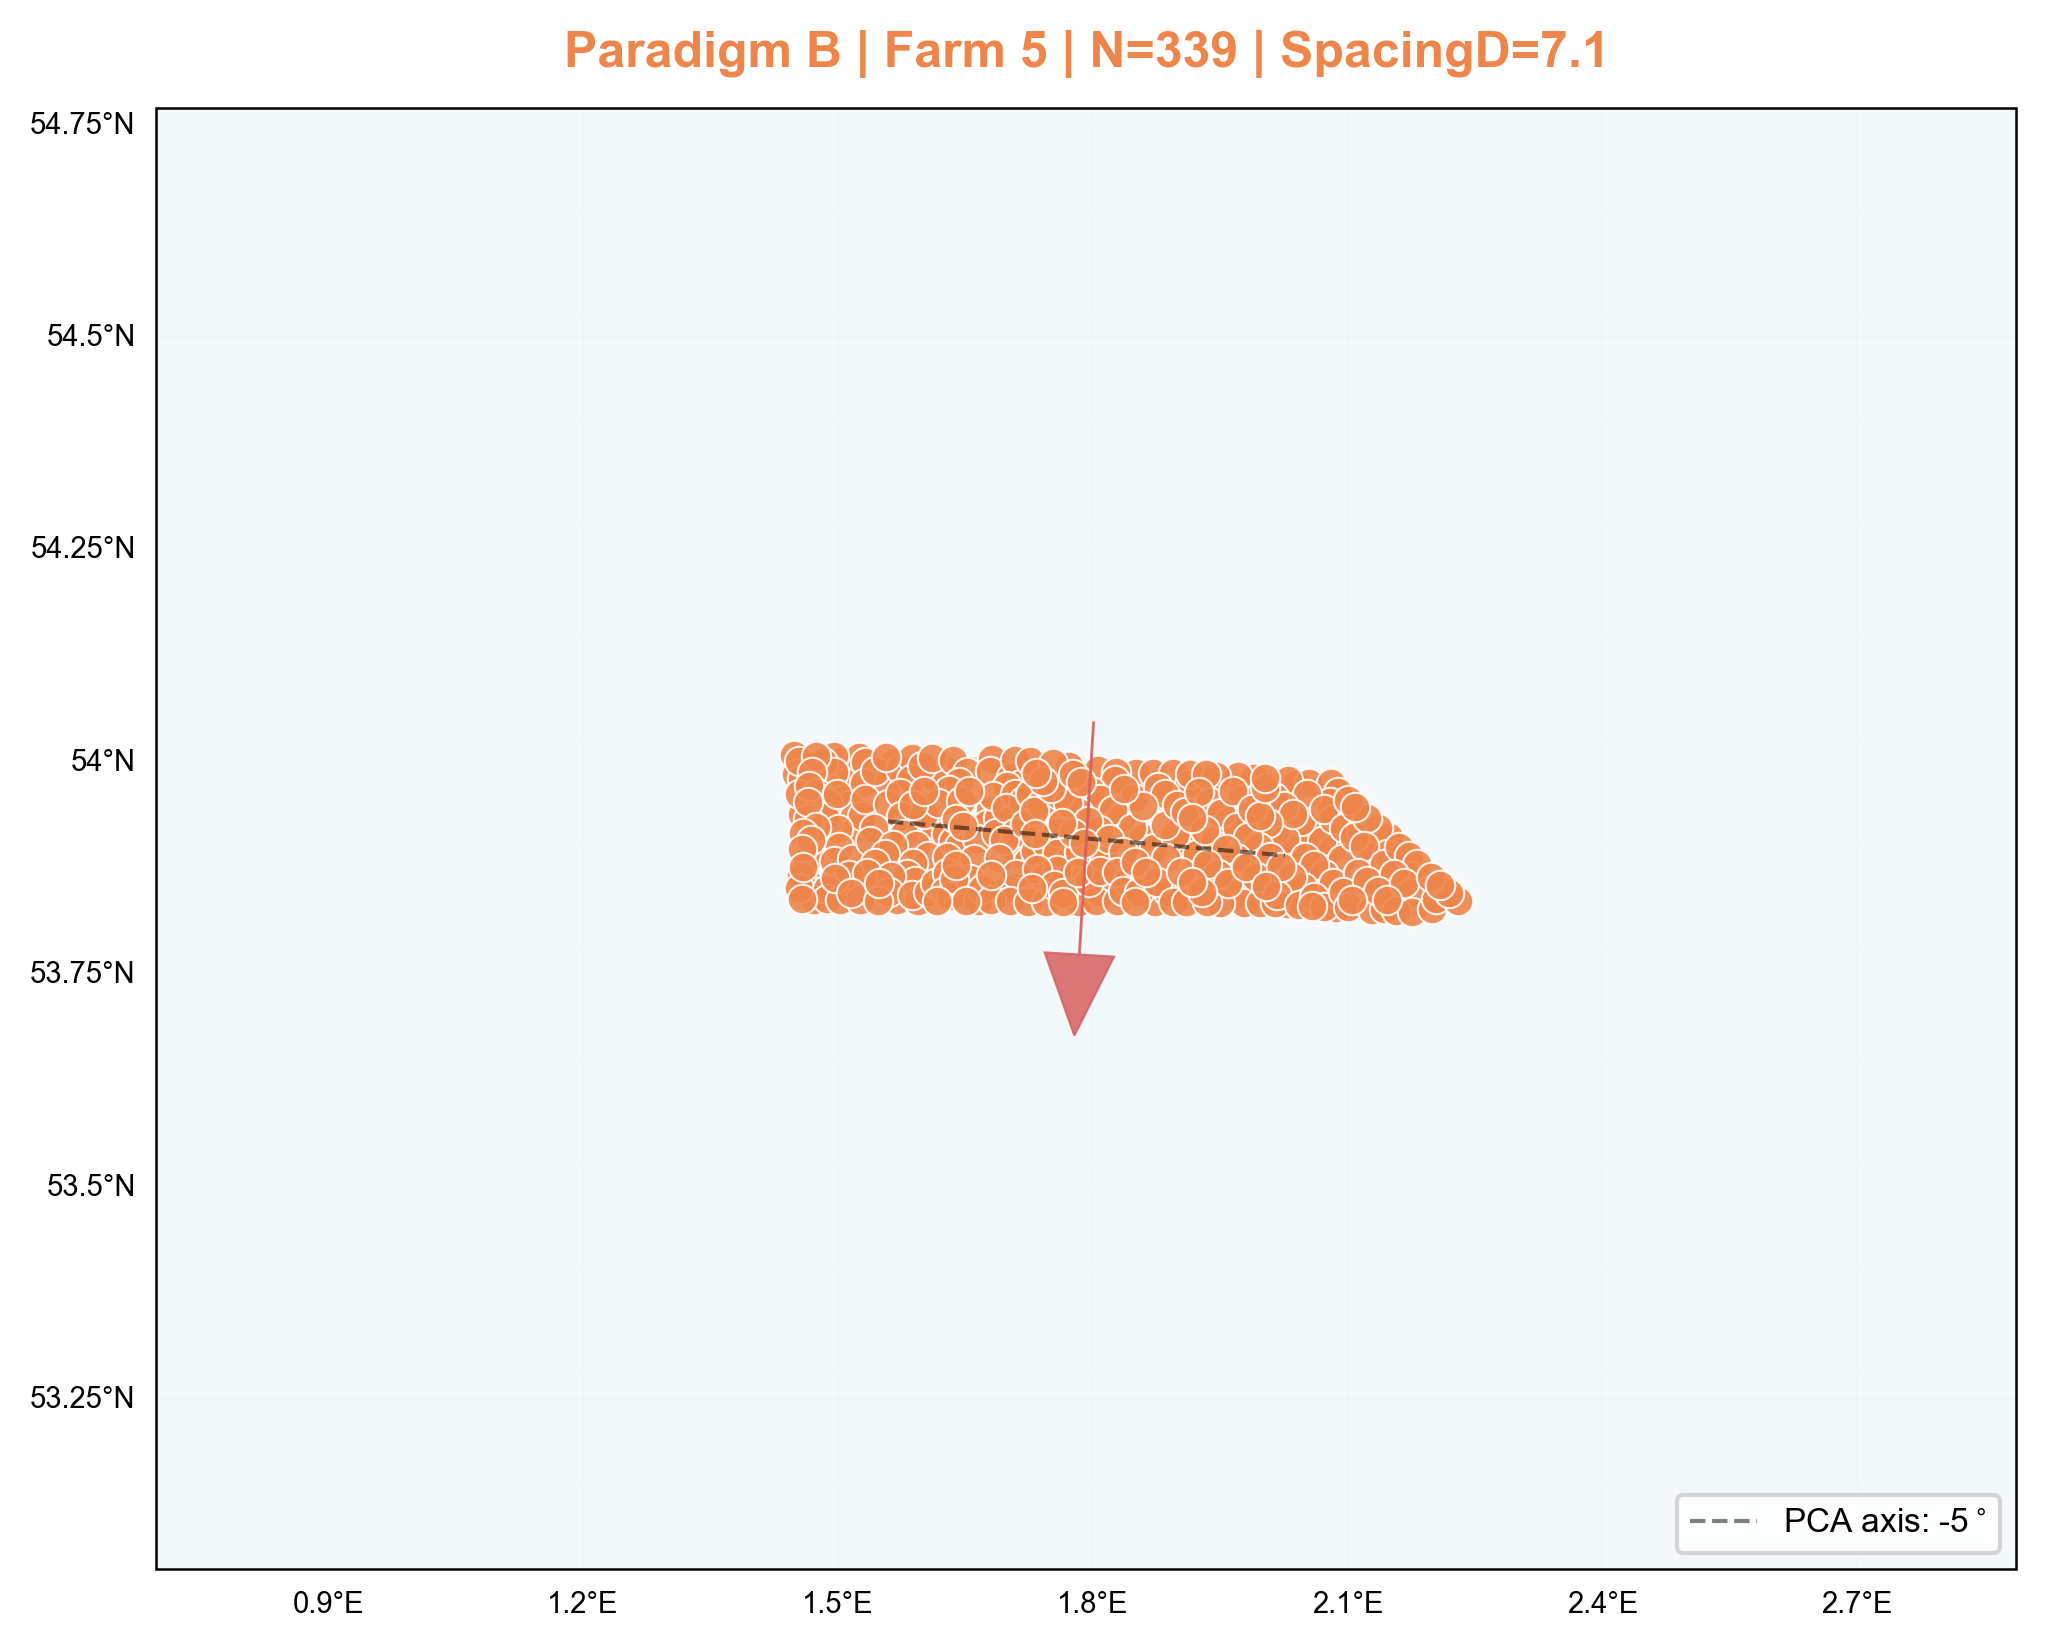 Paradigm B | Farm 5 | N=339 | SpacingD=7.1
54.75°N
54.5°N
54.25°N
54°N
53.75°N
53.5°N
53.25°N
PCA axis: -5°
0.9°E
1.2°E
1.5°E
1.8°E
2.1°E
2.4°E
2.7°E